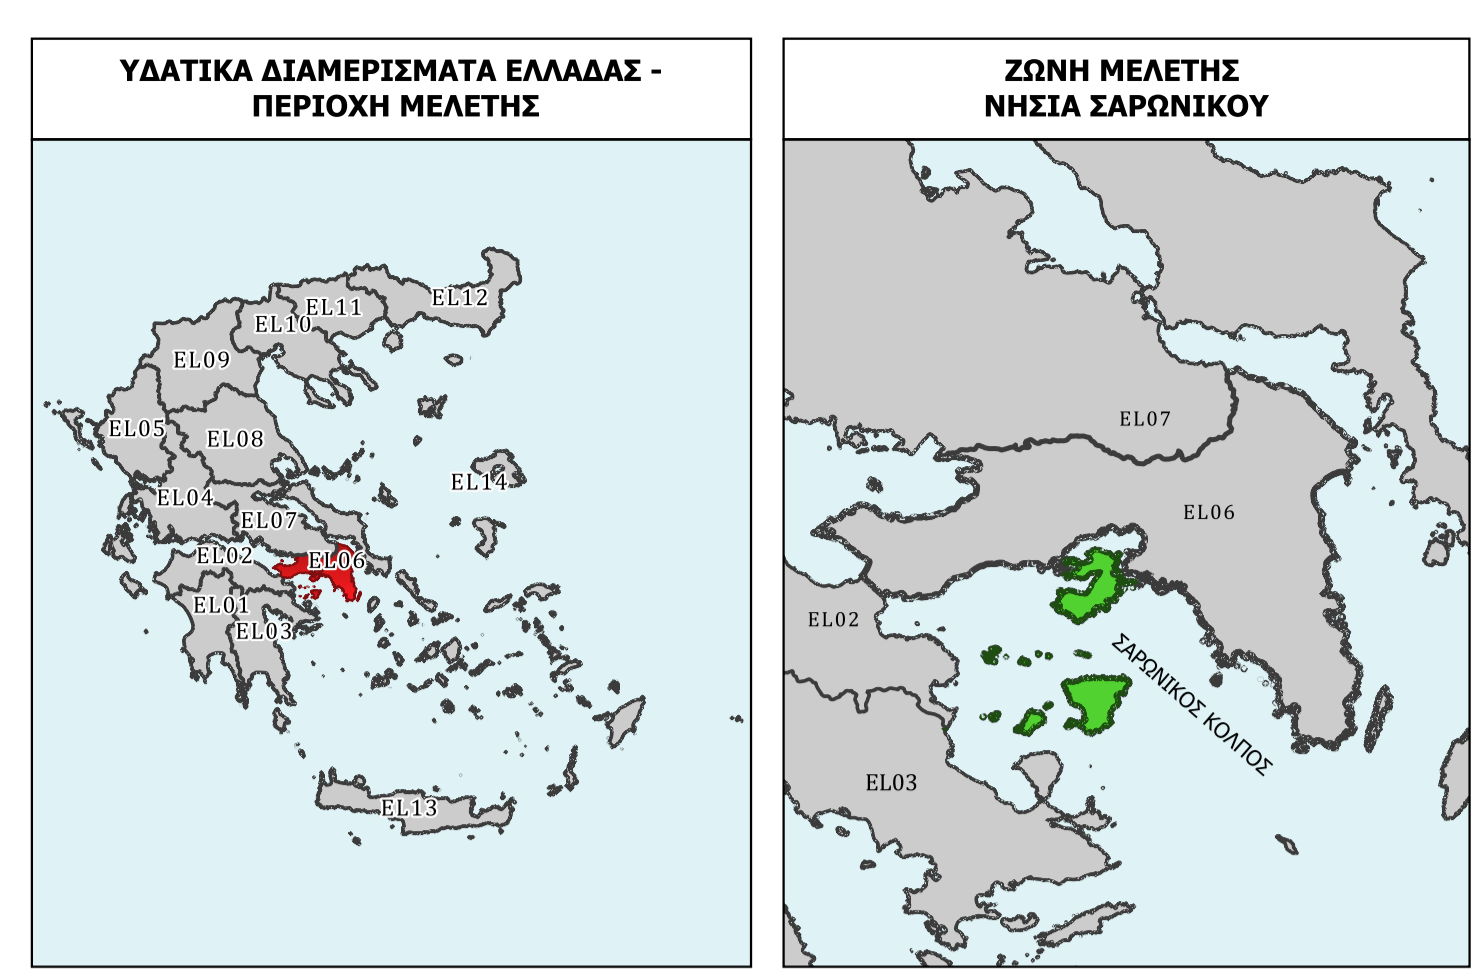 ΥΔΑΤΙΚΑ ΔΙΑΜΕΡΙΣΜΑΤΑ ΕΛΛΑΔΑΣ -
ΠΕΡΙΟΧΗ ΜΕΛΕΤΗΣ
EL12
EL11
EL10
EL09
EL05
EL08
EL14
EL04
EL07
EL02
EL06
EL01
EL03
EL13
ΖΩΝΗ ΜΕΛΕΤΗΣ
ΝΗΣΙΑ ΣΑΡΩΝΙΚΟΥ
EL07
EL06
EL02
ΣΑΡΩΝΙΚΟΣ ΚΟΛΠΟΣ
EL03